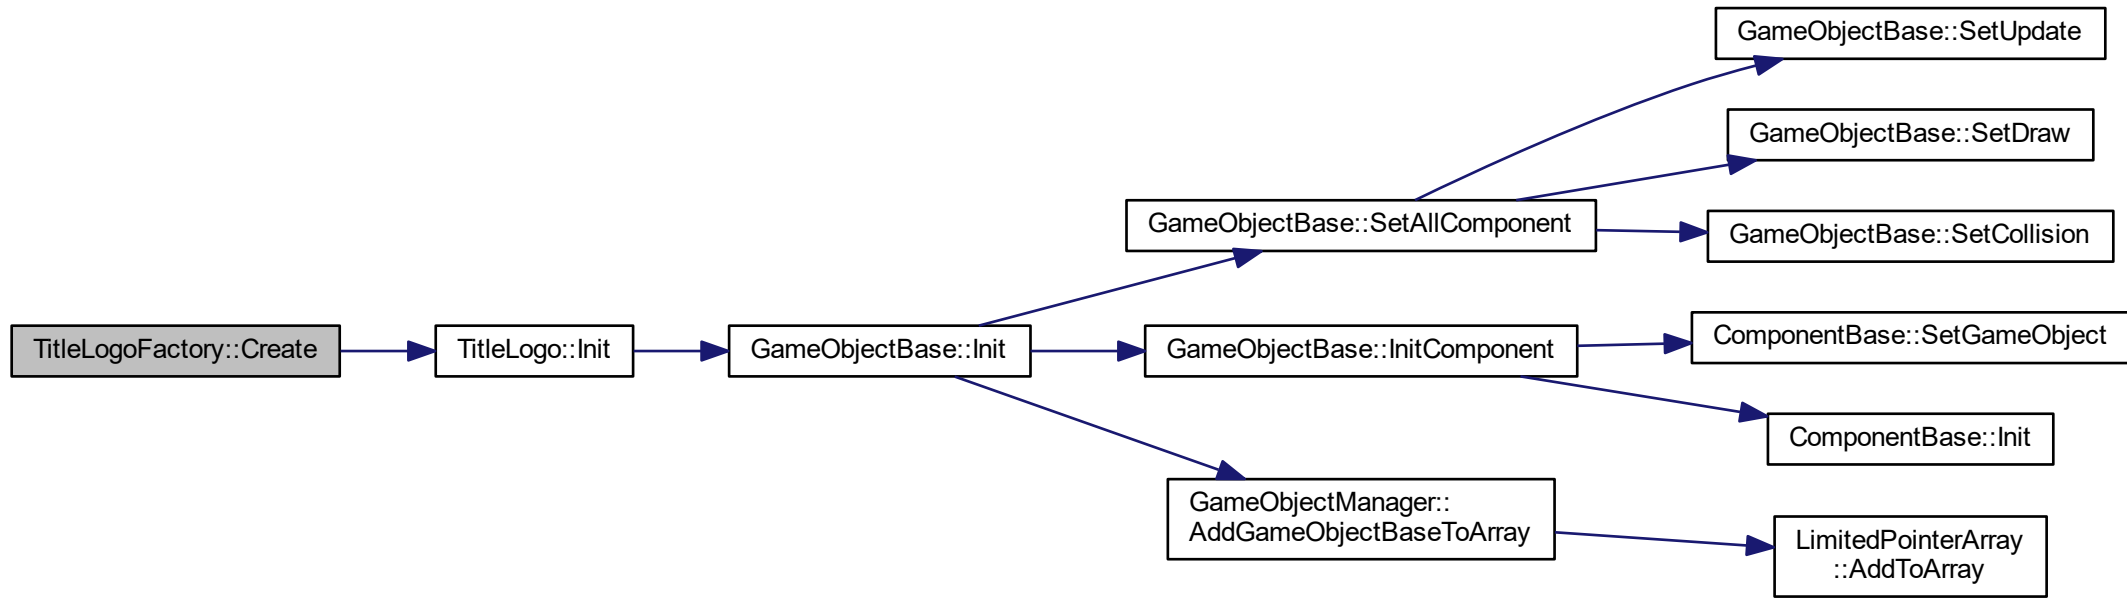 GameObjectBase::SetUpdate
GameObjectBase::SetDraw
GameObjectBase::SetAllComponent
GameObjectBase::SetCollision
TitleLogoFactory::Create
TitleLogo::Init
GameObjectBase::Init
GameObjectBase::InitComponent
ComponentBase::SetGameObject
ComponentBase::Init
GameObjectManager::
AddGameObjectBaseToArray
LimitedPointerArray
::AddToArray